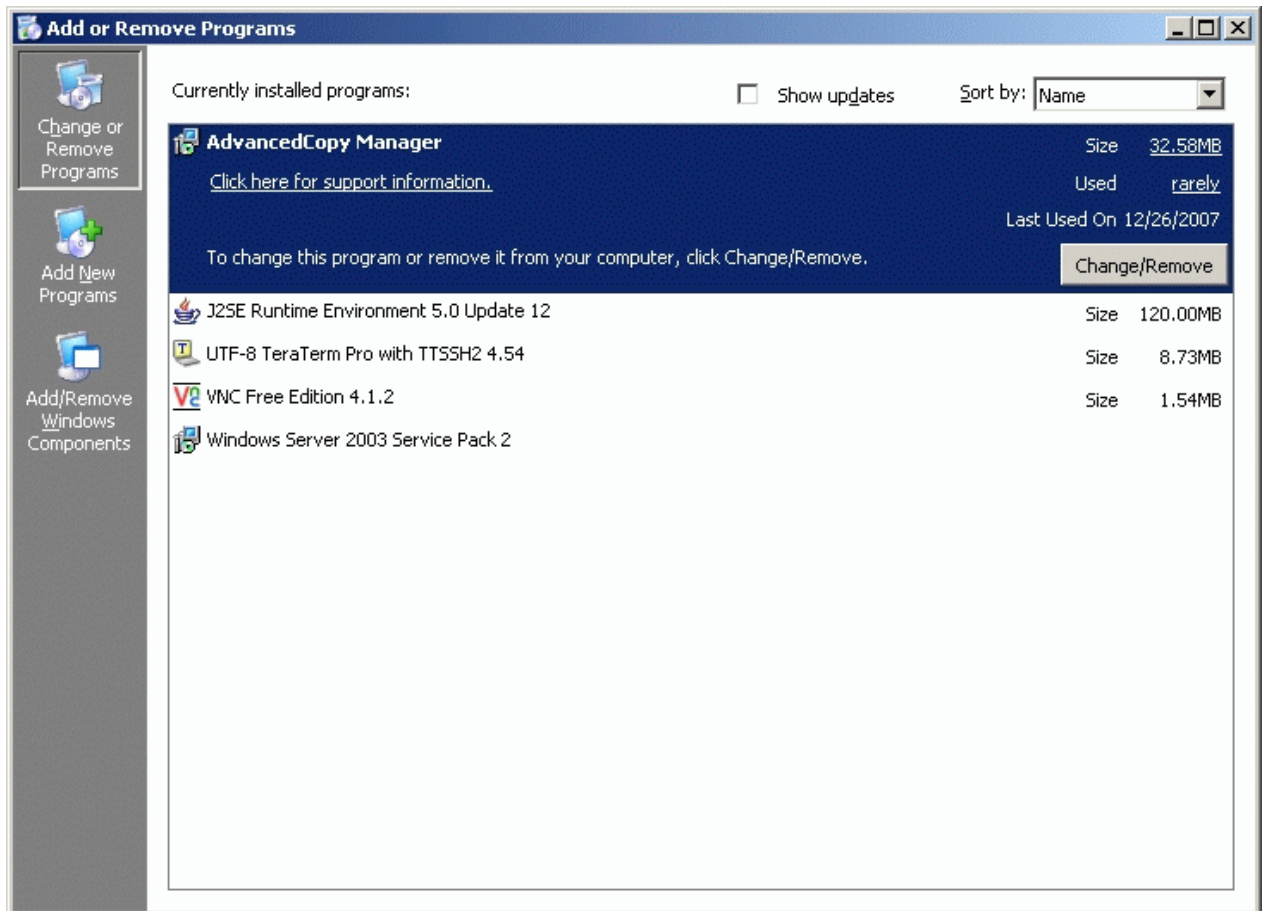 Add or Remove Programs
Change or
Remove
Programs
Add New
Programs
Add/Remove
Windows
Components
Currently installed programs:
Show updates
Sort by: Name
AdvancedCopy Manager
Size 32.58MB
Click here for support information.
Used rarely
Last Used On 12/26/2007
To change this program or remove it from your computer, click Change/Remove.
Change/Remove
J2SE Runtime Environment 5.0 Update 12
Size 120.00MB
UTF-8 TeraTerm Pro with TTSSH2 4.54
Size 8.73MB
VNC Free Edition 4.1.2
Size 1.54MB
Windows Server 2003 Service Pack 2